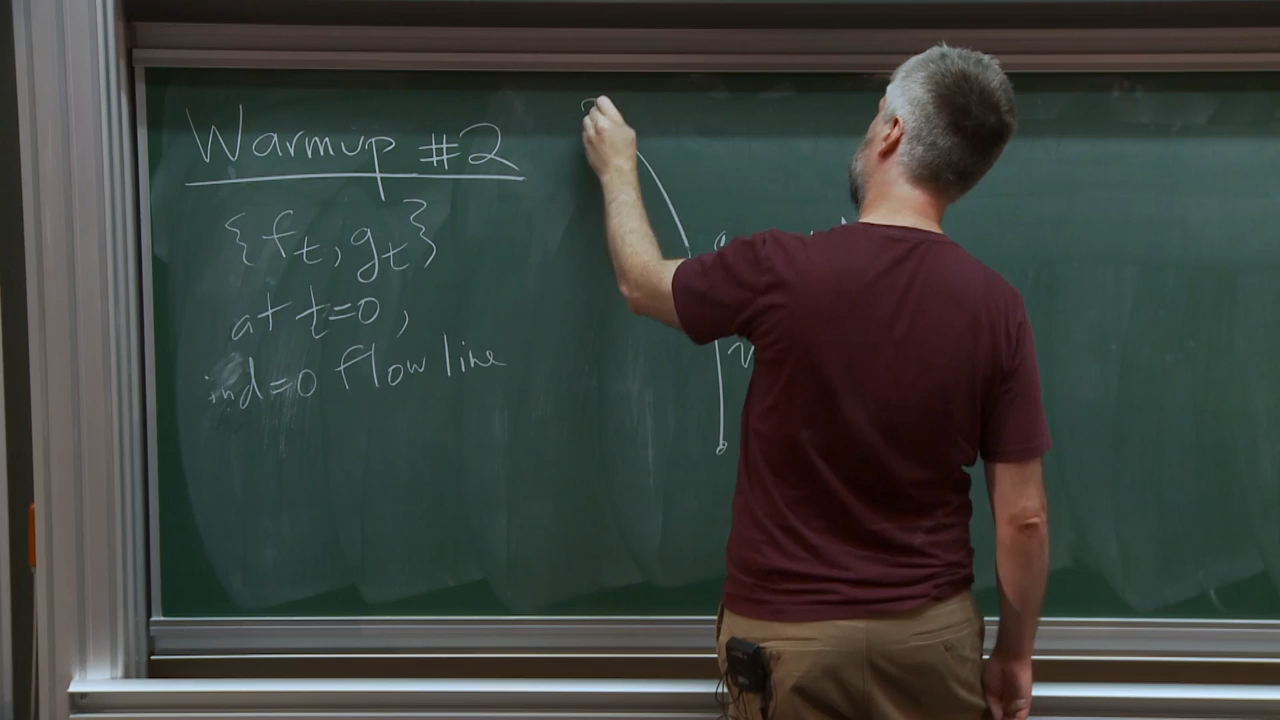 Warmup #2
{f_t, g_t}
at t=0,
ind=0 flow line